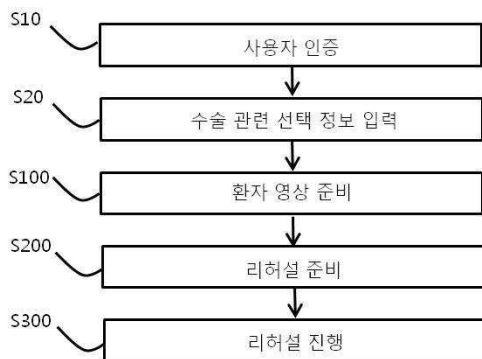 S10
사용자 인증
S20
수술 관련 선택 정보 입력
S100
환자 영상 준비
S200
리허설 준비
S300
리허설 진행